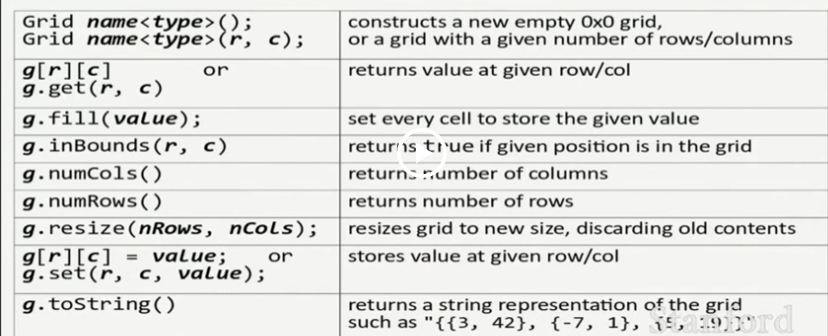 Grid name<type>(); constructs a new empty 0x0 grid,
Grid name<type>(r, c); or a grid with a given number of rows/columns
g[r][c] or returns value at given row/col
g.get(r, c)
g.fill(value); set every cell to store the given value
g.inBounds(r, c) returns true if given position is in the grid
g.numCols() returns number of columns
g.numRows() returns number of rows
g.resize(nRows, nCols); resizes grid to new size, discarding old contents
g[r][c] = value; or stores value at given row/col
g.set(r, c, value);
g.toString() returns a string representation of the grid
such as "{{3, 42}, {-7, 1}, {5, 19}}"
Stanford